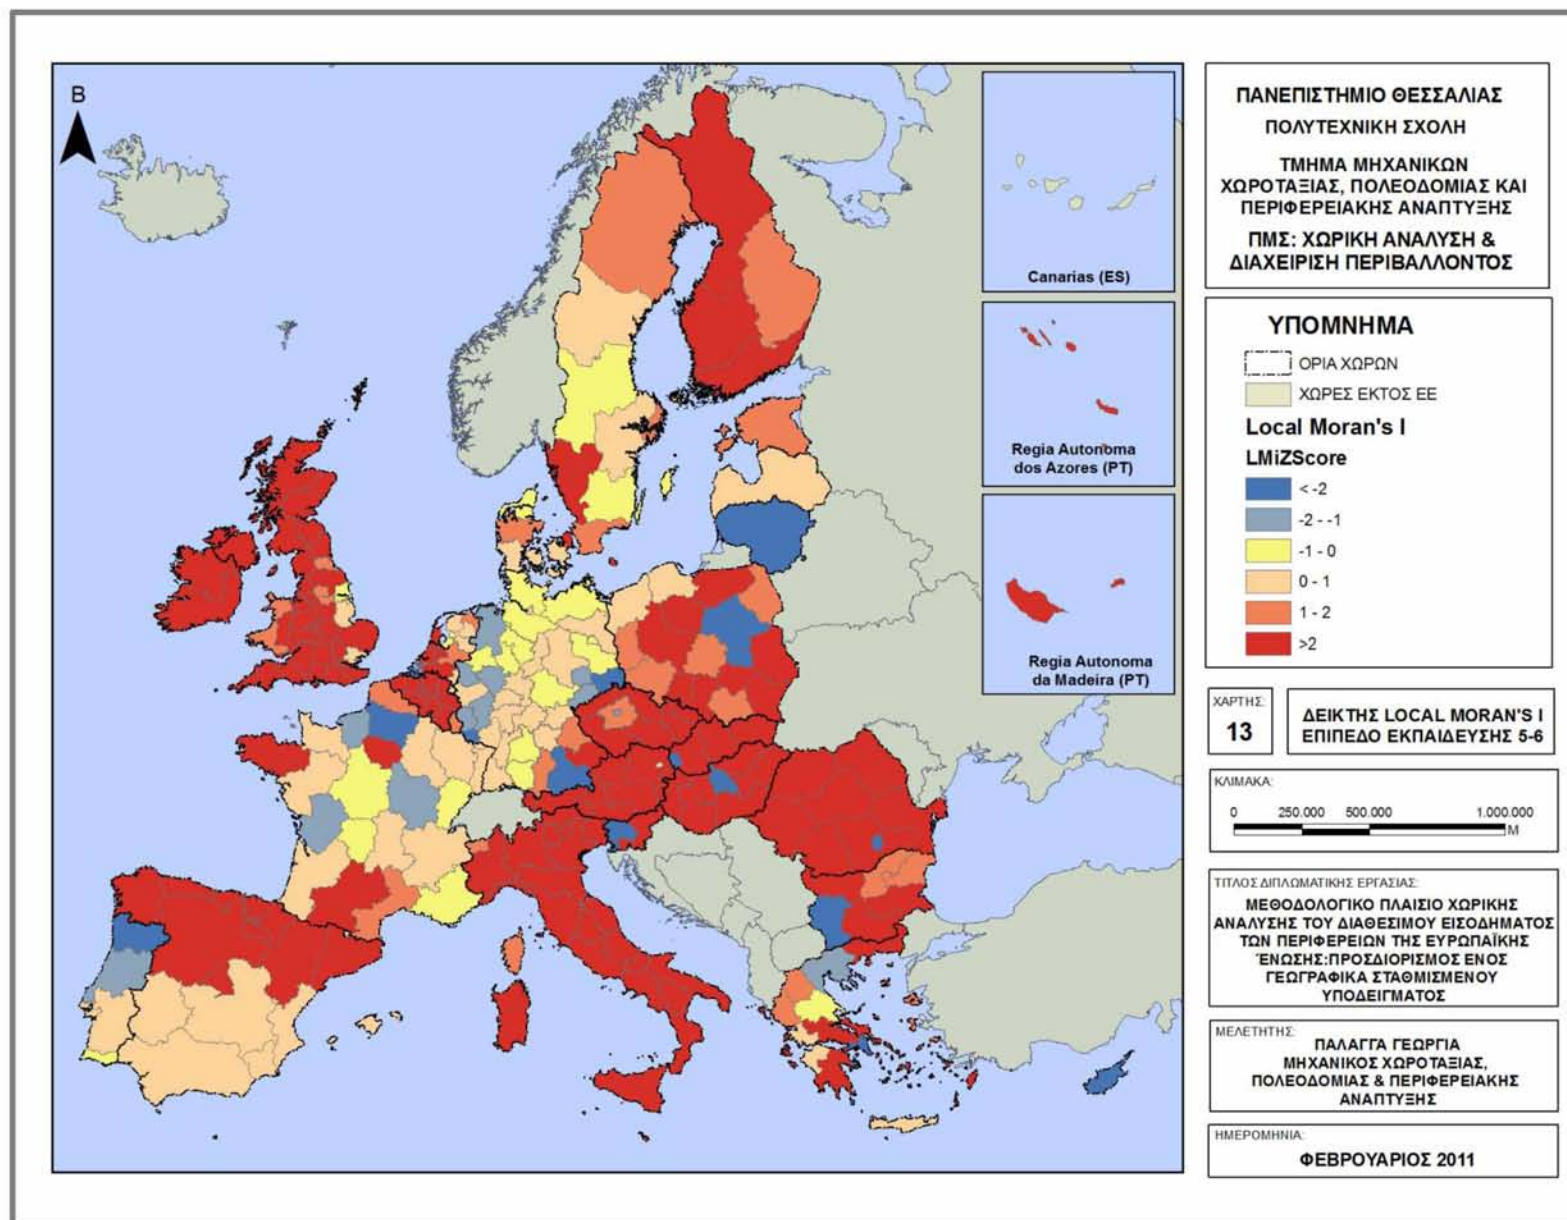 B
Canarias (ES)
Regia Autonoma
dos Azores (PT)
Regia Autonoma
da Madeira (PT)
ΠΑΝΕΠΙΣΤΗΜΙΟ ΘΕΣΣΑΛΙΑΣ
ΠΟΛΥΤΕΧΝΙΚΗ ΣΧΟΛΗ
ΤΜΗΜΑ ΜΗΧΑΝΙΚΩΝ
ΧΩΡΟΤΑΞΙΑΣ, ΠΟΛΕΟΔΟΜΙΑΣ ΚΑΙ
ΠΕΡΙΦΕΡΕΙΑΚΗΣ ΑΝΑΠΤΥΞΗΣ
ΠΜΣ: ΧΩΡΙΚΗ ΑΝΑΛΥΣΗ &
ΔΙΑΧΕΙΡΙΣΗ ΠΕΡΙΒΑΛΛΟΝΤΟΣ
ΥΠΟΜΝΗΜΑ
ΟΡΙΑ ΧΩΡΩΝ
ΧΩΡΕΣ ΕΚΤΟΣ ΕΕ
Local Moran's I
LMiZScore
< -2
-2 - -1
-1 - 0
0 - 1
1 - 2
>2
ΧΑΡΤΗΣ:
13
ΔΕΙΚΤΗΣ LOCAL MORAN'S I
ΕΠΙΠΕΔΟ ΕΚΠΑΙΔΕΥΣΗΣ 5-6
ΚΛΙΜΑΚΑ:
0 250.000 500.000 1.000.000
M
ΤΙΤΛΟΣ ΔΙΠΛΩΜΑΤΙΚΗΣ ΕΡΓΑΣΙΑΣ:
ΜΕΘΟΔΟΛΟΓΙΚΟ ΠΛΑΙΣΙΟ ΧΩΡΙΚΗΣ
ΑΝΑΛΥΣΗΣ ΤΟΥ ΔΙΑΘΕΣΙΜΟΥ ΕΙΣΟΔΗΜΑΤΟΣ
ΤΩΝ ΠΕΡΙΦΕΡΕΙΩΝ ΤΗΣ ΕΥΡΩΠΑΪΚΗΣ
ΈΝΩΣΗΣ:ΠΡΟΣΔΙΟΡΙΣΜΟΣ ΕΝΟΣ
ΓΕΩΓΡΑΦΙΚΑ ΣΤΑΘΜΙΣΜΕΝΟΥ
ΥΠΟΔΕΙΓΜΑΤΟΣ
ΜΕΛΕΤΗΤΗΣ:
ΠΑΛΑΓΓΑ ΓΕΩΡΓΙΑ
ΜΗΧΑΝΙΚΟΣ ΧΩΡΟΤΑΞΙΑΣ,
ΠΟΛΕΟΔΟΜΙΑΣ & ΠΕΡΙΦΕΡΕΙΑΚΗΣ
ΑΝΑΠΤΥΞΗΣ
ΗΜΕΡΟΜΗΝΙΑ:
ΦΕΒΡΟΥΑΡΙΟΣ 2011